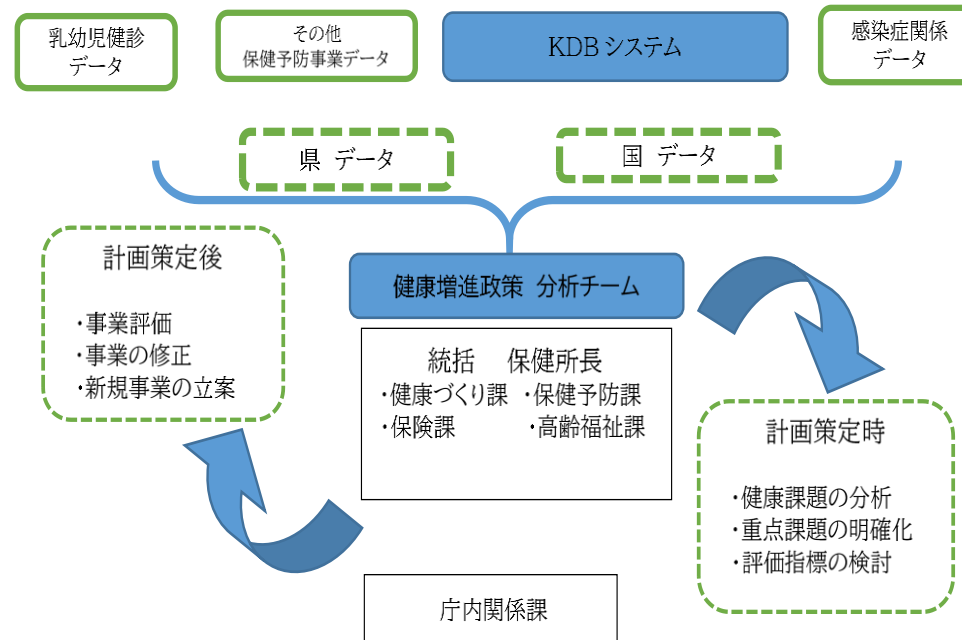 乳幼児健診
データ
その他
保健予防事業データ
KDBシステム
感染症関係
データ
県 データ
国 データ
計画策定後
・事業評価
・事業の修正
・新規事業の立案
健康増進政策 分析チーム
統括 保健所長
・健康づくり課 ・保健予防課
・保険課 ・高齢福祉課
計画策定時
・健康課題の分析
・重点課題の明確化
・評価指標の検討
庁内関係課